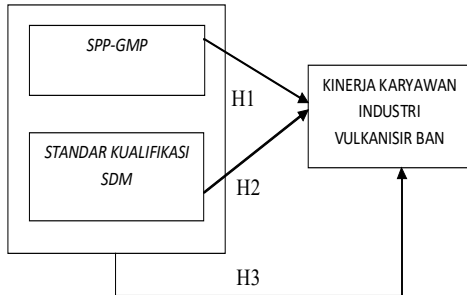 SPP-GMP
H1
KINERJA KARYAWAN
INDUSTRI
VULKANISIR BAN
STANDAR KUALIFIKASI
SDM
H2
H3